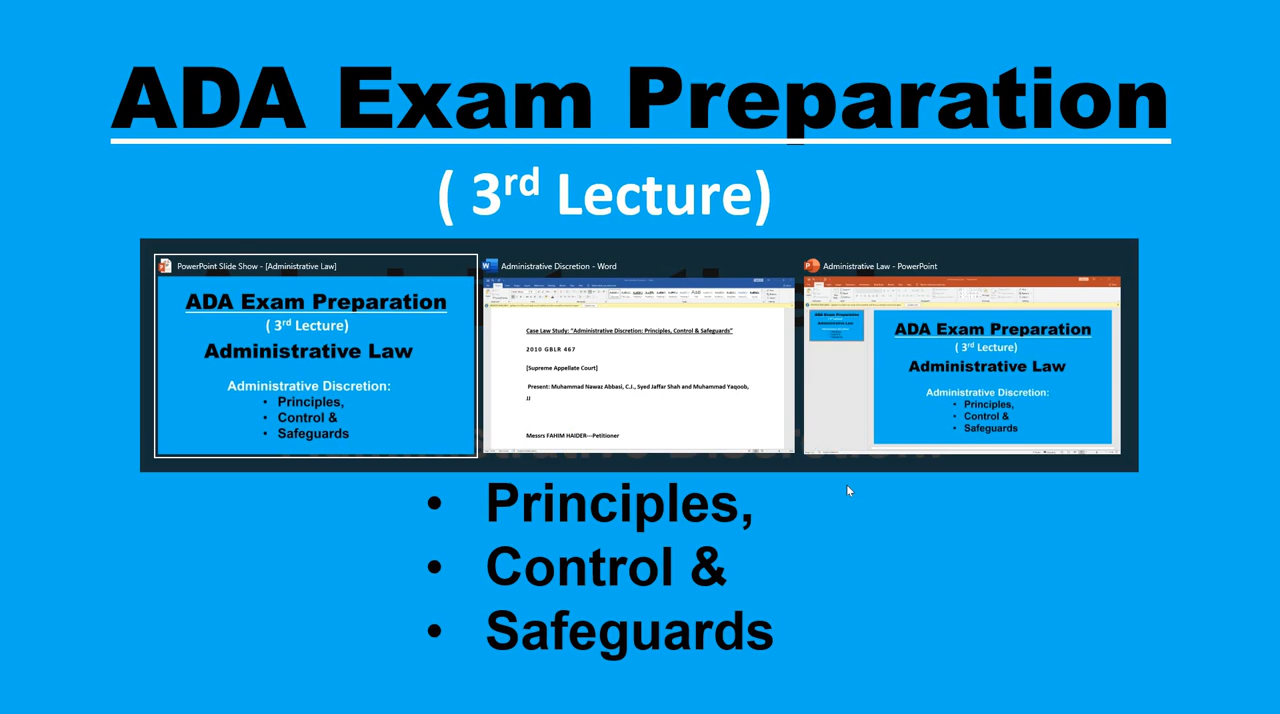 ADA Exam Preparation
( 3rd Lecture)
PowerPoint Slide Show - [Administrative Law]
ADA Exam Preparation
( 3rd Lecture)
Administrative Law
Administrative Discretion:
• Principles,
• Control &
• Safeguards
Administrative Discretion - Word
Case Law Study: "Administrative Discretion: Principles, Control & Safeguards"
2010 GBLR 467
[Supreme Appellate Court]
Present: Muhammad Nawaz Abbasi, C.J., Syed Jaffar Shah and Muhammad Yaqoob,
JJ
Messrs FAHIM HAIDER---Petitioner
Administrative Law - PowerPoint
ADA Exam Preparation
( 3rd Lecture)
Administrative Law
Administrative Discretion:
• Principles,
• Control &
• Safeguards
• Principles,
• Control &
• Safeguards